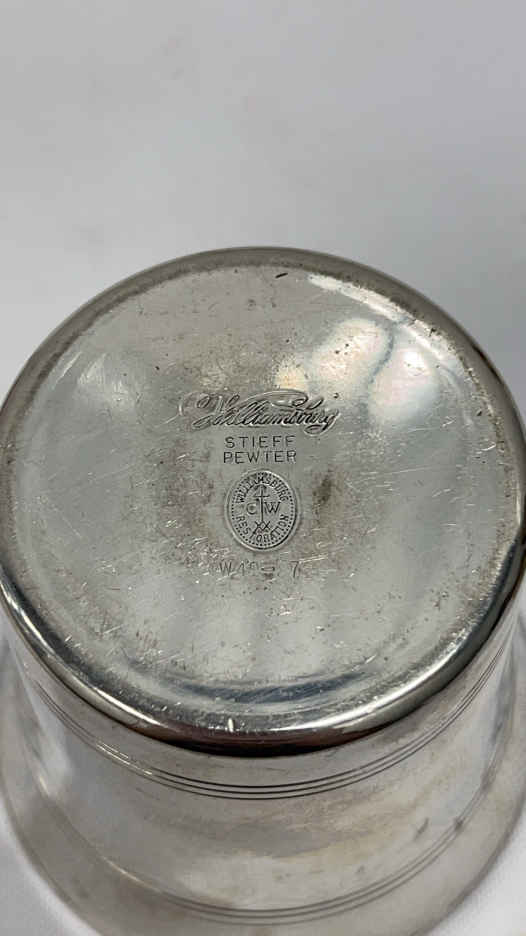 Williamsburg
STIEFF
PEWTER
WILLIAMSBURG
C W
RESTORATION